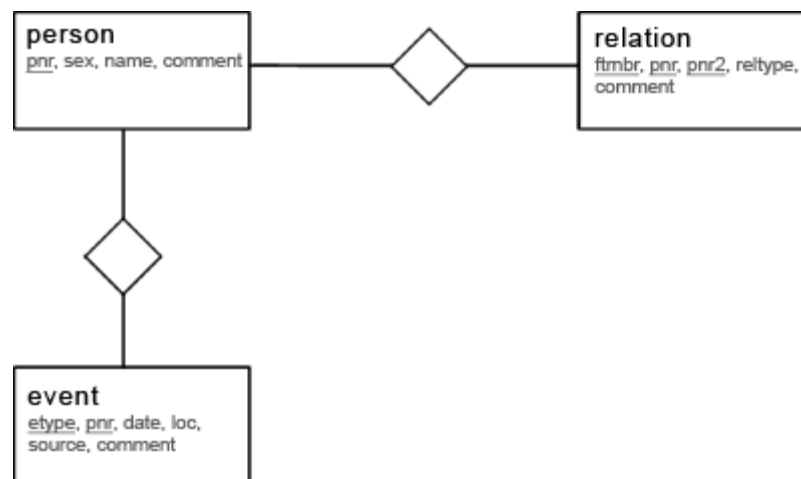 person
pnr, sex, name, comment
relation
ftmbr, pnr, pnr2, reltype,
comment
event
etype, pnr, date, loc,
source, comment